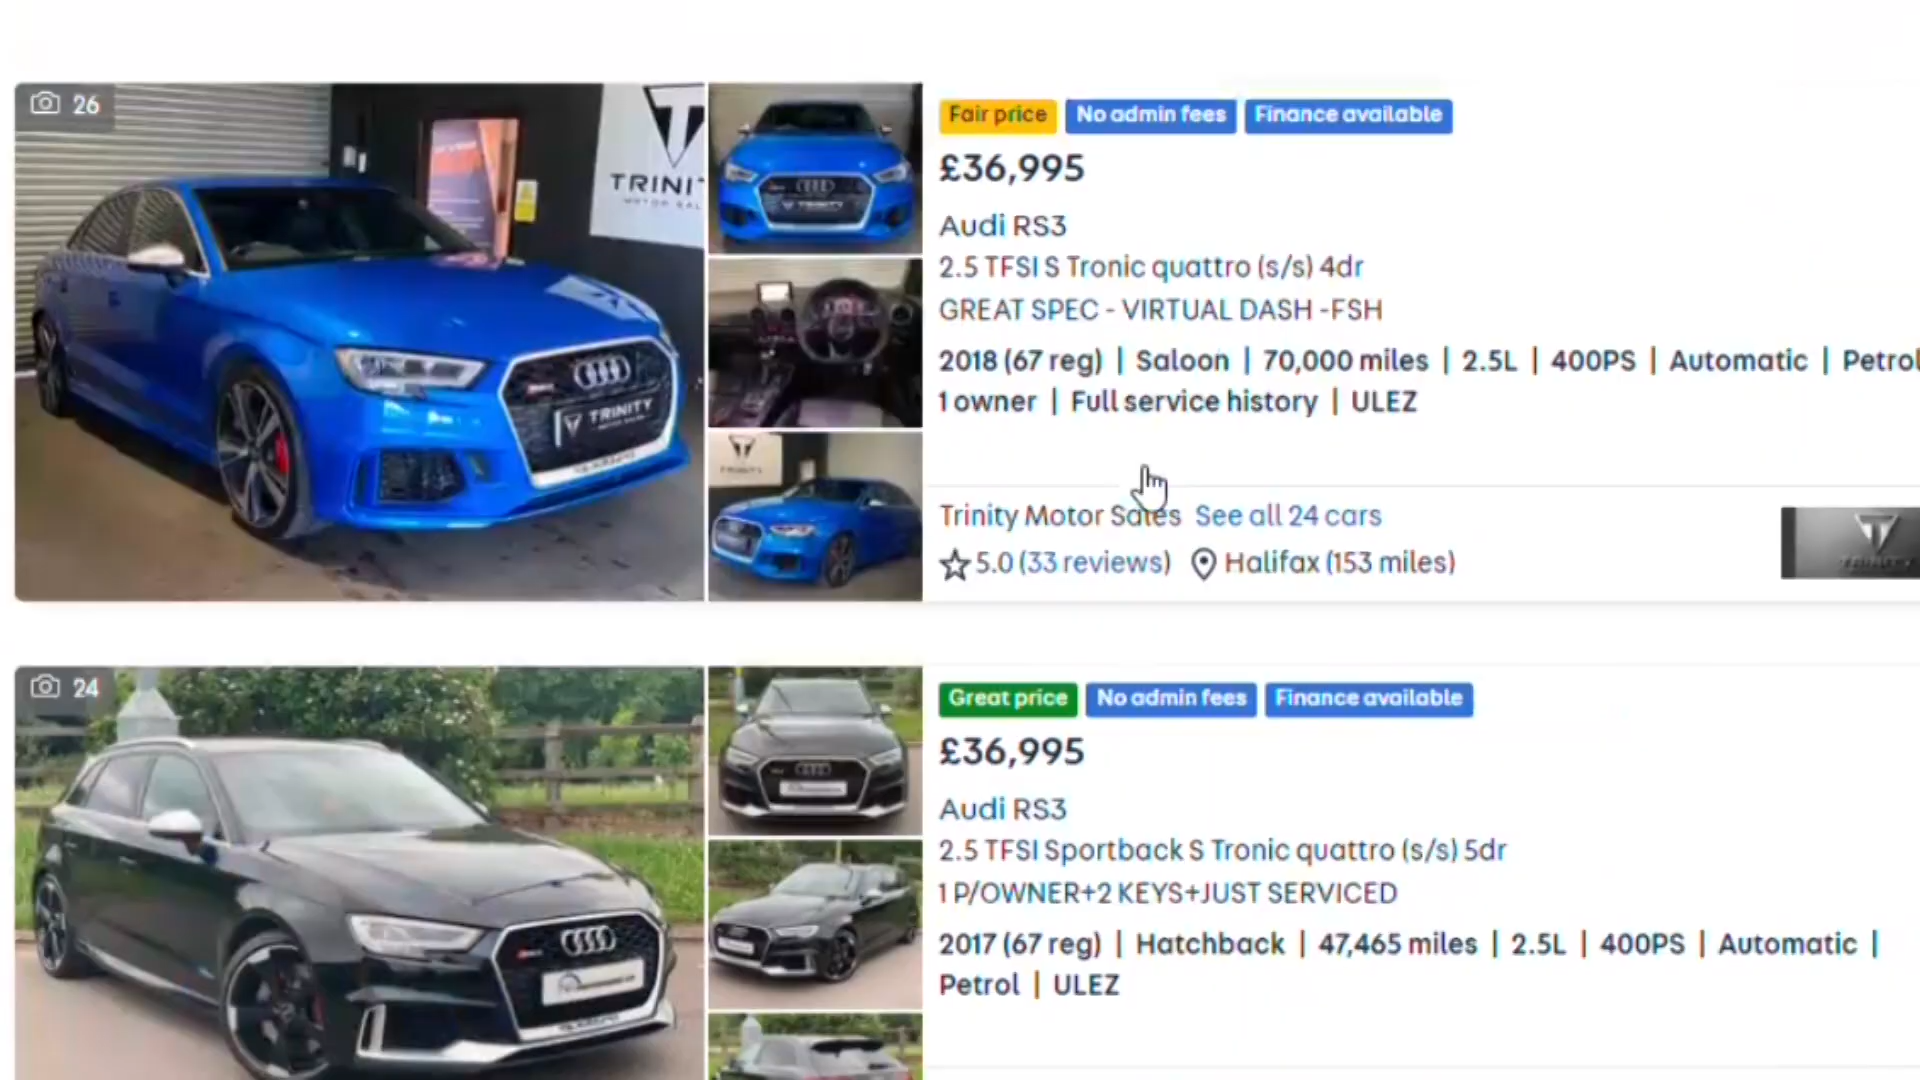 26
TRINIT
Fair price
No admin fees
Finance available
£36,995
Audi RS3
2.5 TFSI S Tronic quattro (s/s) 4dr
GREAT SPEC - VIRTUAL DASH -FSH
2018 (67 reg) | Saloon | 70,000 miles | 2.5L | 400PS | Automatic | Petrol
1 owner | Full service history | ULEZ
TRINITY
Trinity Motor Sales See all 24 cars
5.0 (33 reviews) Halifax (153 miles)
24
Great price
No admin fees
Finance available
£36,995
Audi RS3
2.5 TFSI Sportback S Tronic quattro (s/s) 5dr
1 P/OWNER+2 KEYS+JUST SERVICED
2017 (67 reg) | Hatchback | 47,465 miles | 2.5L | 400PS | Automatic |
Petrol | ULEZ